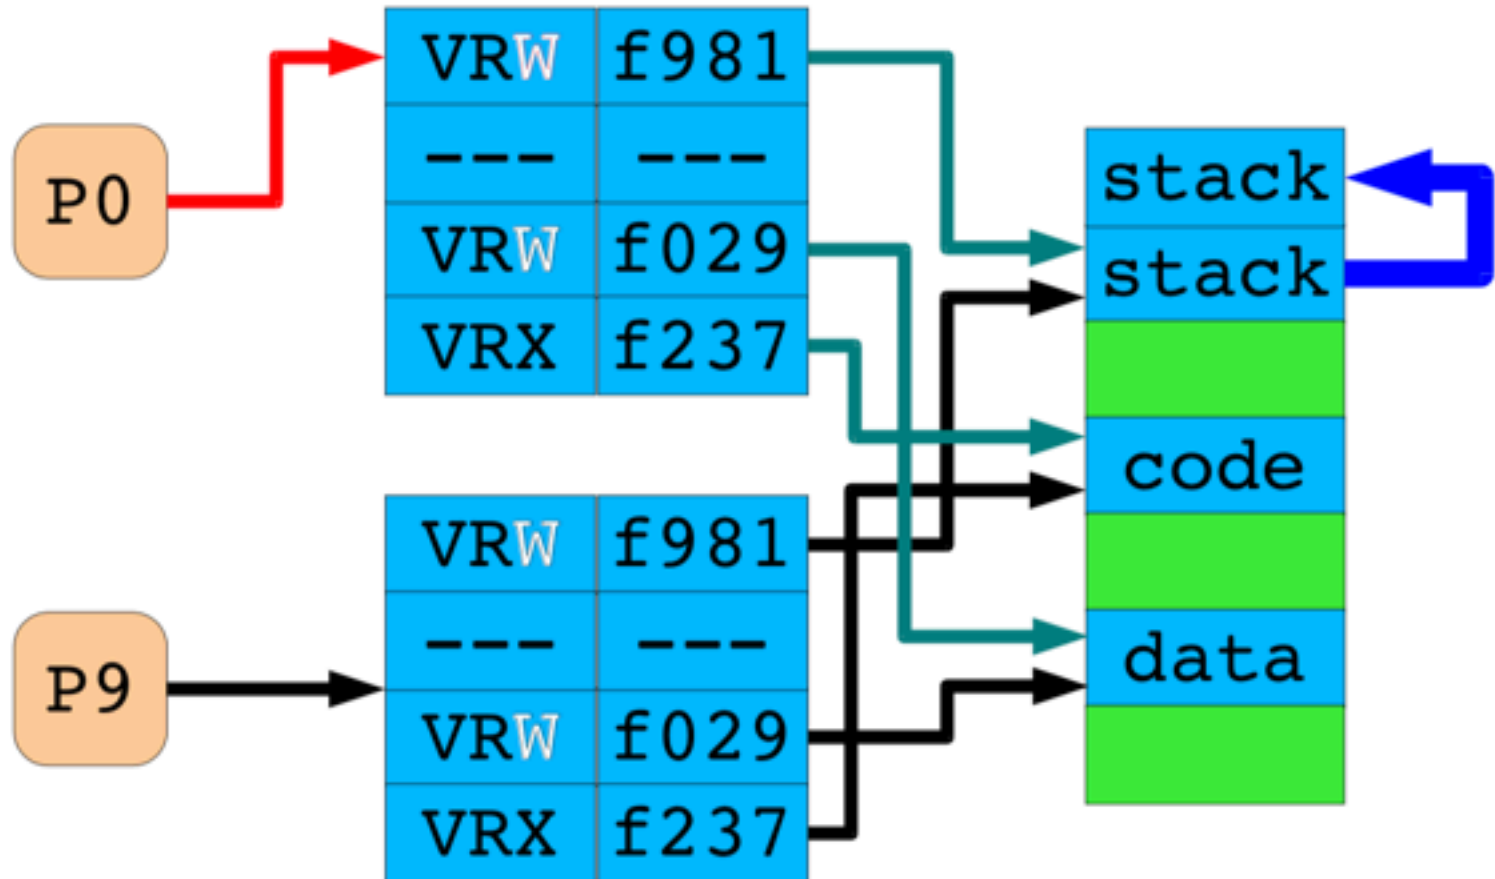 VRW f981
--- ---
VRW f029
VRX f237
P0
stack
stack
code
data
VRW f981
--- ---
VRW f029
VRX f237
P9